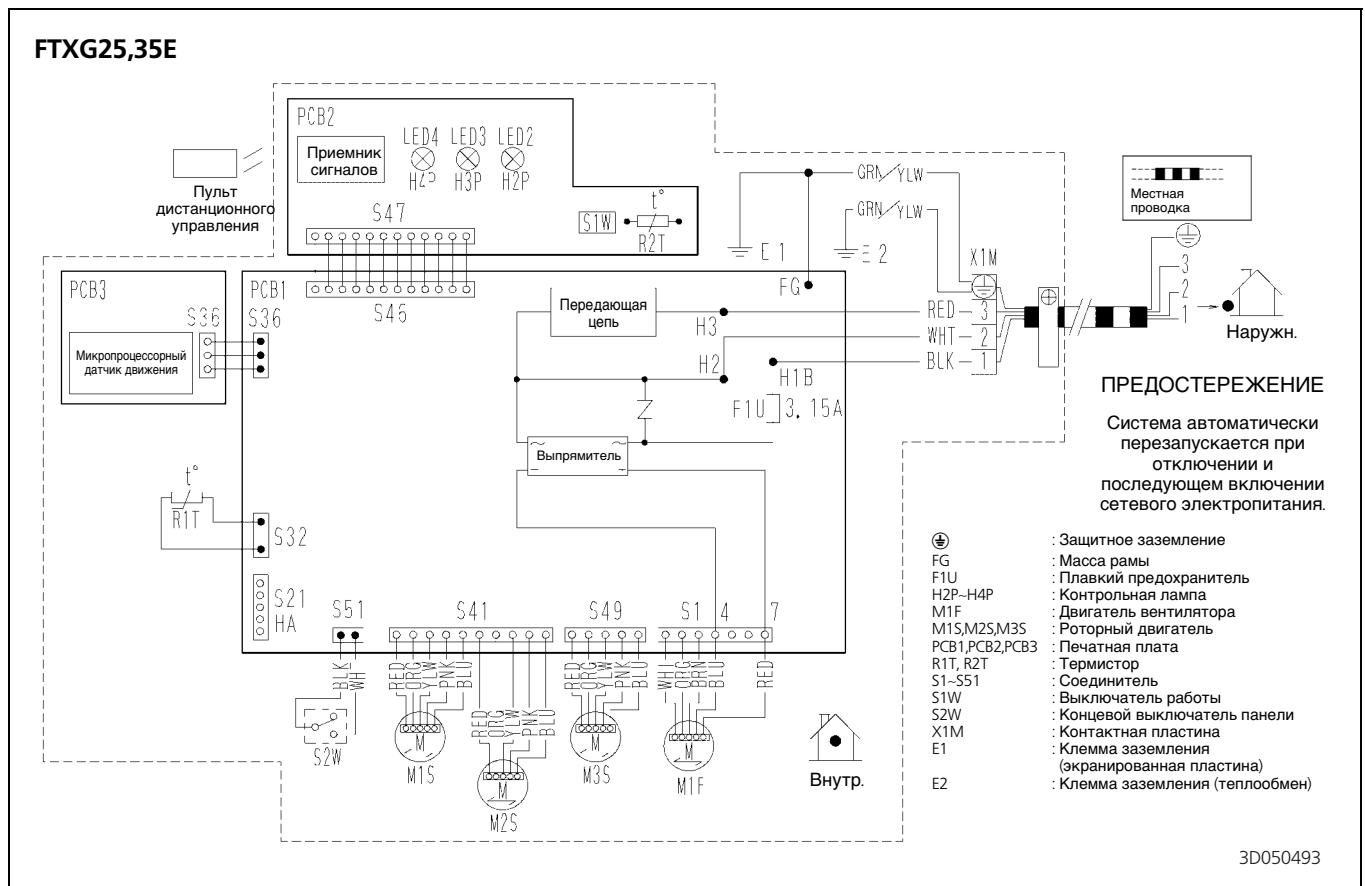 FTXG25,35E
PCB2
Приемник
сигналов
LED4 LED3 LED2
H4P H3P H2P
Пульт
дистанционного
управления
S47
S1W
t°
R2T
GRN/YLW
GRN/YLW
E1
E2
Местная
проводка
X1M
3
2
1
Наружн.
PCB3
Микропроцессорный
датчик движения
S36
PCB1
S36
S46
FG
Передающая
цепь
H3
RED 3
WHT 2
BLK 1
H2
H1B
F1U 3.15A
Выпрямитель
ПРЕДОСТЕРЕЖЕНИЕ
Система автоматически
перезапускается при
отключении и
последующем включении
сетевого электропитания.
t°
R1T
S32
S21
HA
S51
S41
S49
S1 4 7
BLK
WH
RED
ORG
YLW
PNK
BLU
RED
ORG
YLW
PNK
BLU
RED
ORG
YLW
PNK
BLU
WHT
ORG
BRN
BLU
RED
S2W
M
M1S
M
M2S
M
M3S
M
M1F
Внутр.
: Защитное заземление
FG : Масса рамы
F1U : Плавкий предохранитель
H2P~H4P : Контрольная лампа
M1F : Двигатель вентилятора
M1S,M2S,M3S : Роторный двигатель
PCB1,PCB2,PCB3 : Печатная плата
R1T, R2T : Термистор
S1~S51 : Соединитель
S1W : Выключатель работы
S2W : Концевой выключатель панели
X1M : Контактная пластина
E1 : Клемма заземления
(экранированная пластина)
E2 : Клемма заземления (теплообмен)
3D050493